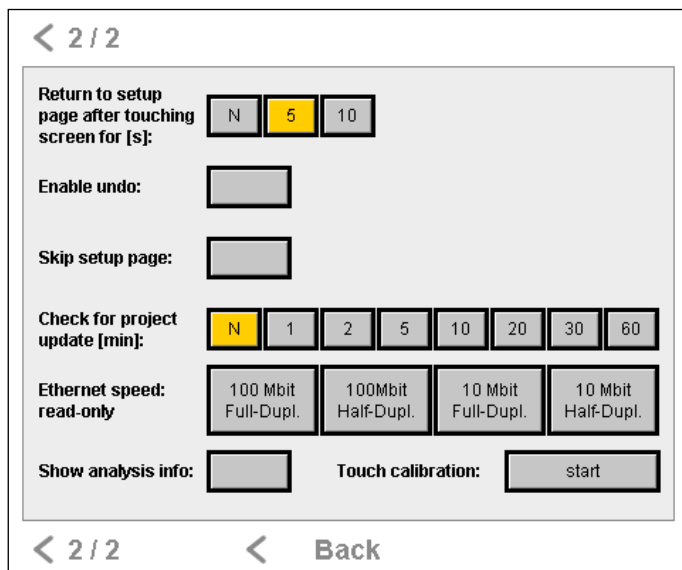 < 2 / 2
Return to setup
page after touching
screen for [s]:
N 5 10
Enable undo:
Skip setup page:
Check for project
update [min]:
N 1 2 5 10 20 30 60
Ethernet speed:
read-only
100 Mbit
Full-Dupl.
100Mbit
Half-Dupl.
10 Mbit
Full-Dupl.
10 Mbit
Half-Dupl.
Show analysis info:
Touch calibration:
start
< 2 / 2
< Back